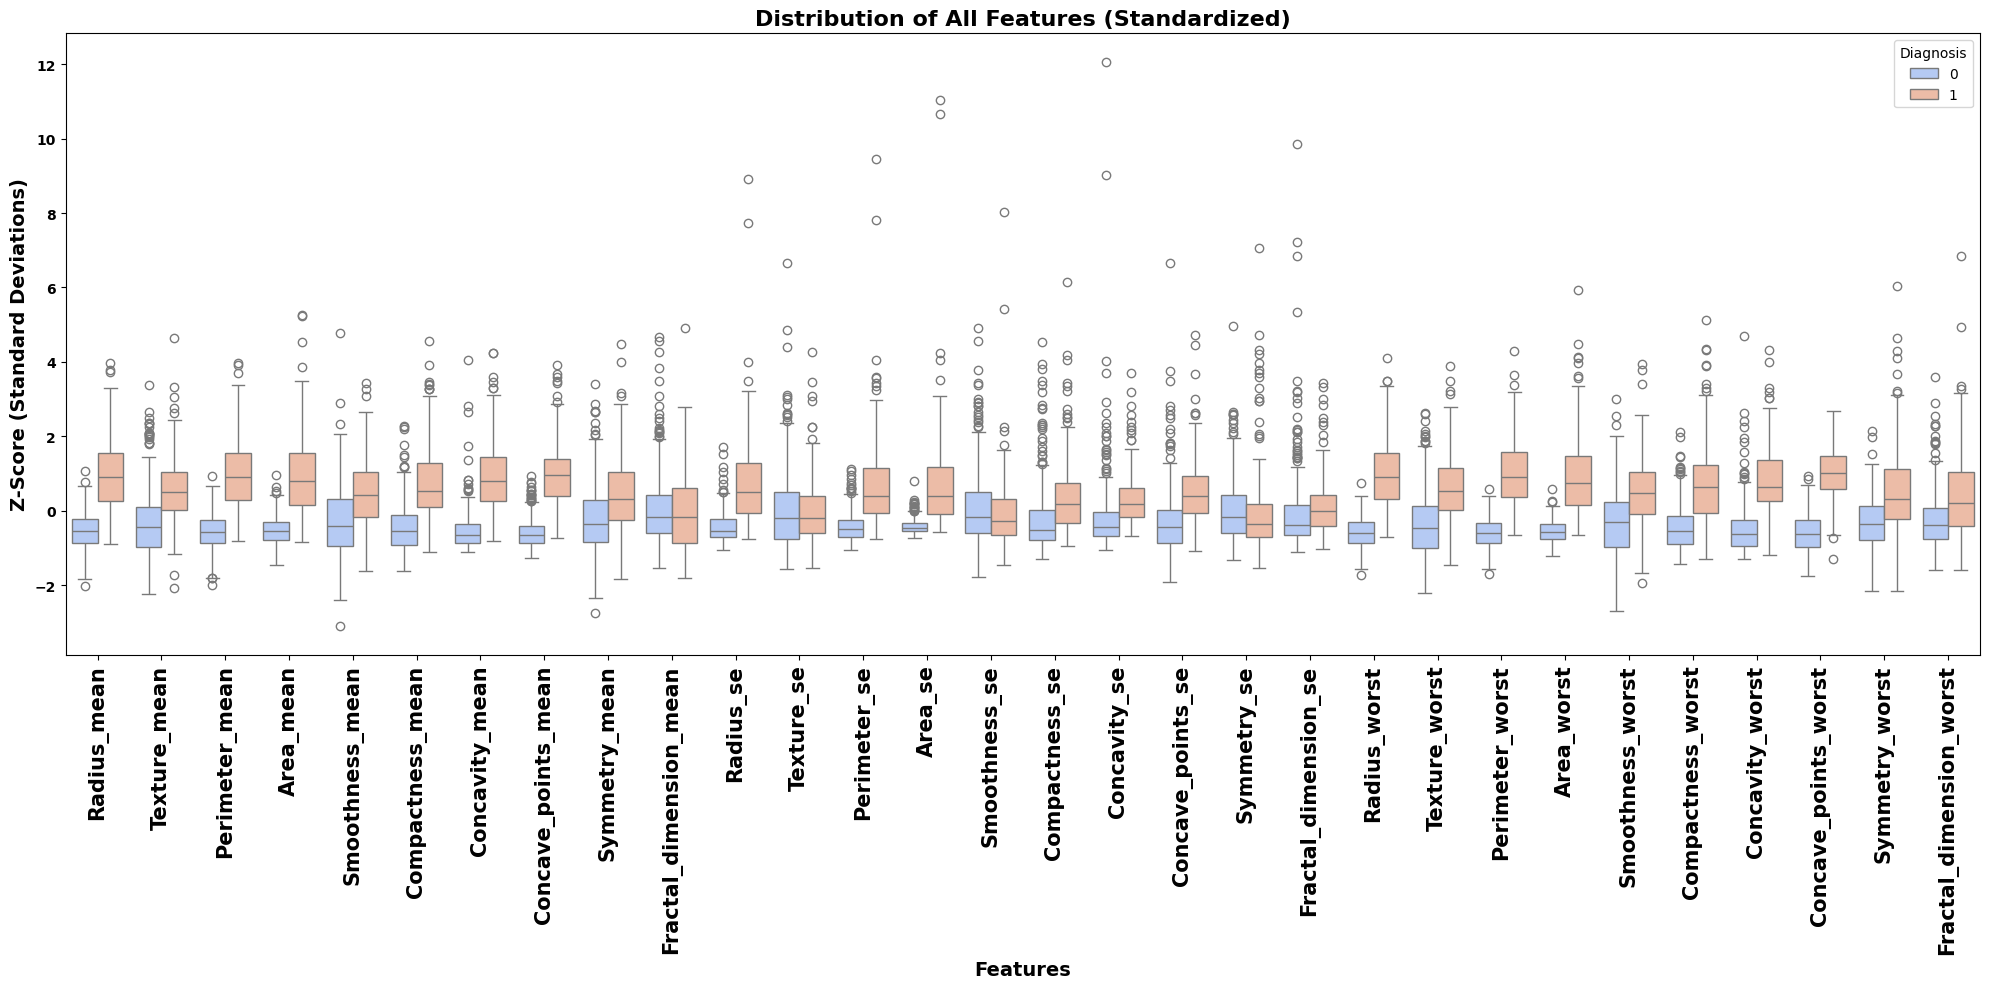 Distribution of All Features (Standardized)
Z-Score (Standard Deviations)
12
10
8
6
4
2
0
−2
Diagnosis
0
1
Radius_mean
Texture_mean
Perimeter_mean
Area_mean
Smoothness_mean
Compactness_mean
Concavity_mean
Concave_points_mean
Symmetry_mean
Fractal_dimension_mean
Radius_se
Texture_se
Perimeter_se
Area_se
Smoothness_se
Compactness_se
Concavity_se
Concave_points_se
Symmetry_se
Fractal_dimension_se
Radius_worst
Texture_worst
Perimeter_worst
Area_worst
Smoothness_worst
Compactness_worst
Concavity_worst
Concave_points_worst
Symmetry_worst
Fractal_dimension_worst
Features